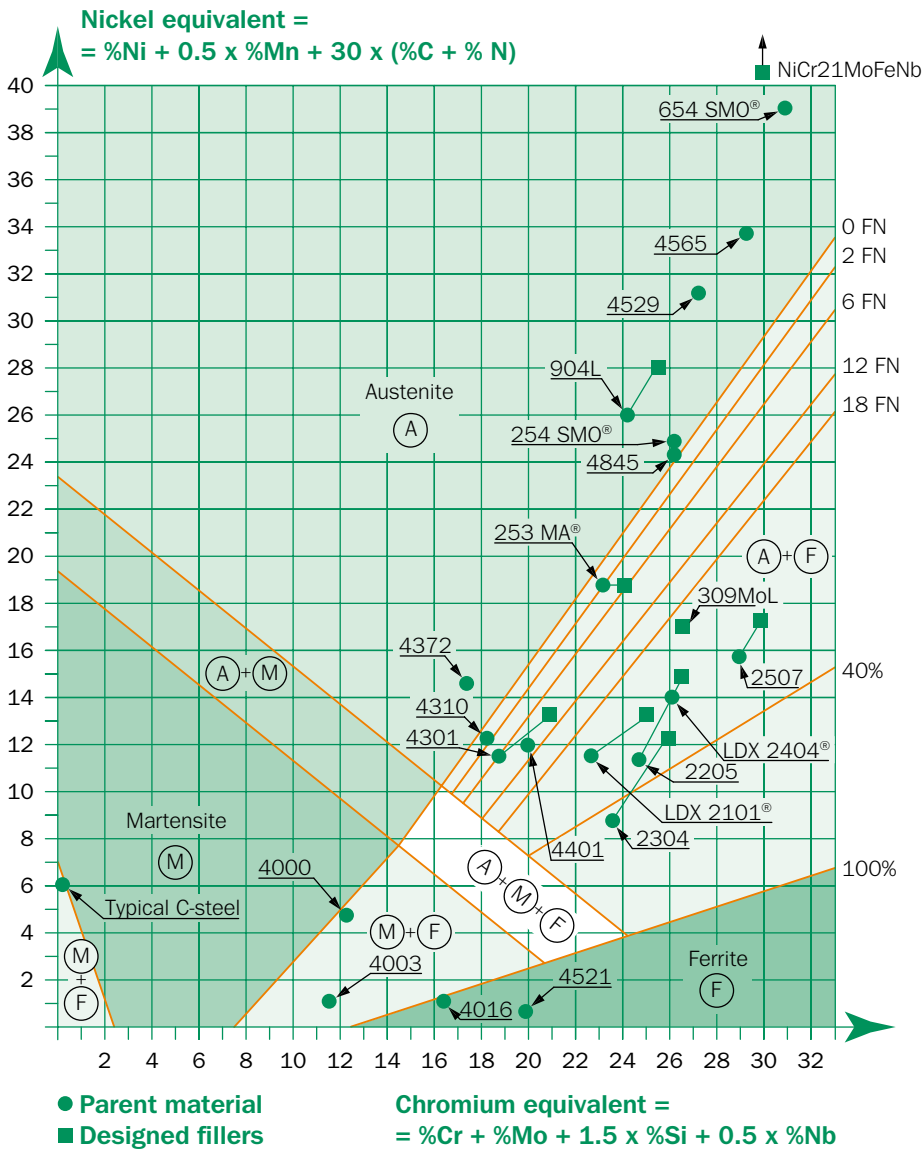 Nickel equivalent =
= %Ni + 0.5 x %Mn + 30 x (%C + % N)
NiCr21MoFeNb
40
654 SMO®
38
36
34
4565
0 FN
2 FN
32
4529
6 FN
30
28
904L
12 FN
Austenite
26
A
18 FN
254 SMO®
24
4845
22
253 MA®
20
A + F
18
309MoL
16
4372
A + M
2507
40%
14
4310
4301
12
LDX 2404®
2205
10
LDX 2101®
Martensite
8
4401
2304
M
4000
A + M + F
100%
6
Typical C-steel
4
M + F
M + F
4003
Ferrite
2
4521
F
4016
2 4 6 8 10 12 14 16 18 20 22 24 26 28 30 32
Parent material
Designed fillers
Chromium equivalent =
= %Cr + %Mo + 1.5 x %Si + 0.5 x %Nb